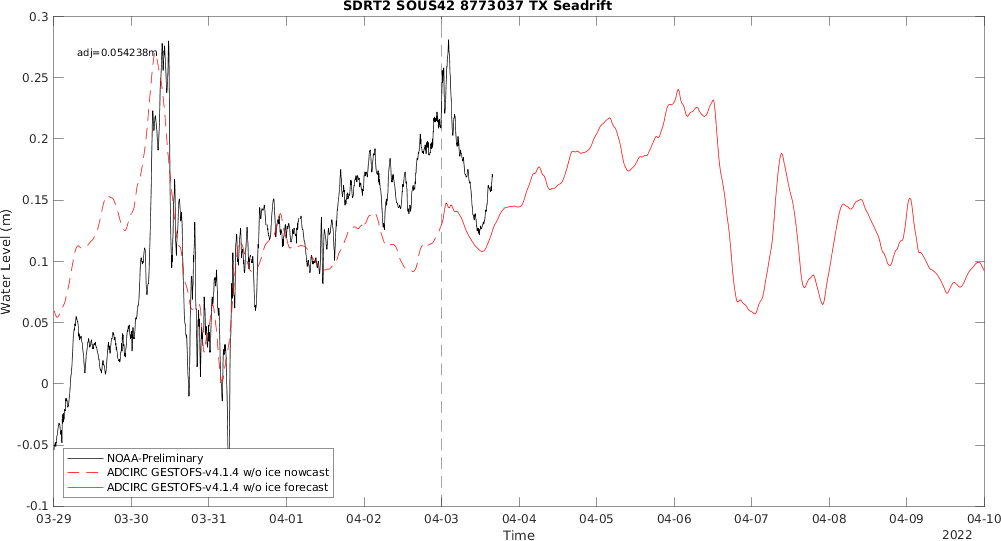 SDRT2 SOUS42 8773037 TX Seadrift
adj=0.054238m
0.3
0.25
0.2
0.15
0.1
0.05
0
-0.05
-0.1
Water Level (m)
NOAA-Preliminary
ADCIRC GESTOFS-v4.1.4 w/o ice nowcast
ADCIRC GESTOFS-v4.1.4 w/o ice forecast
03-29 03-30 03-31 04-01 04-02 04-03 04-04 04-05 04-06 04-07 04-08 04-09 04-10
Time
2022